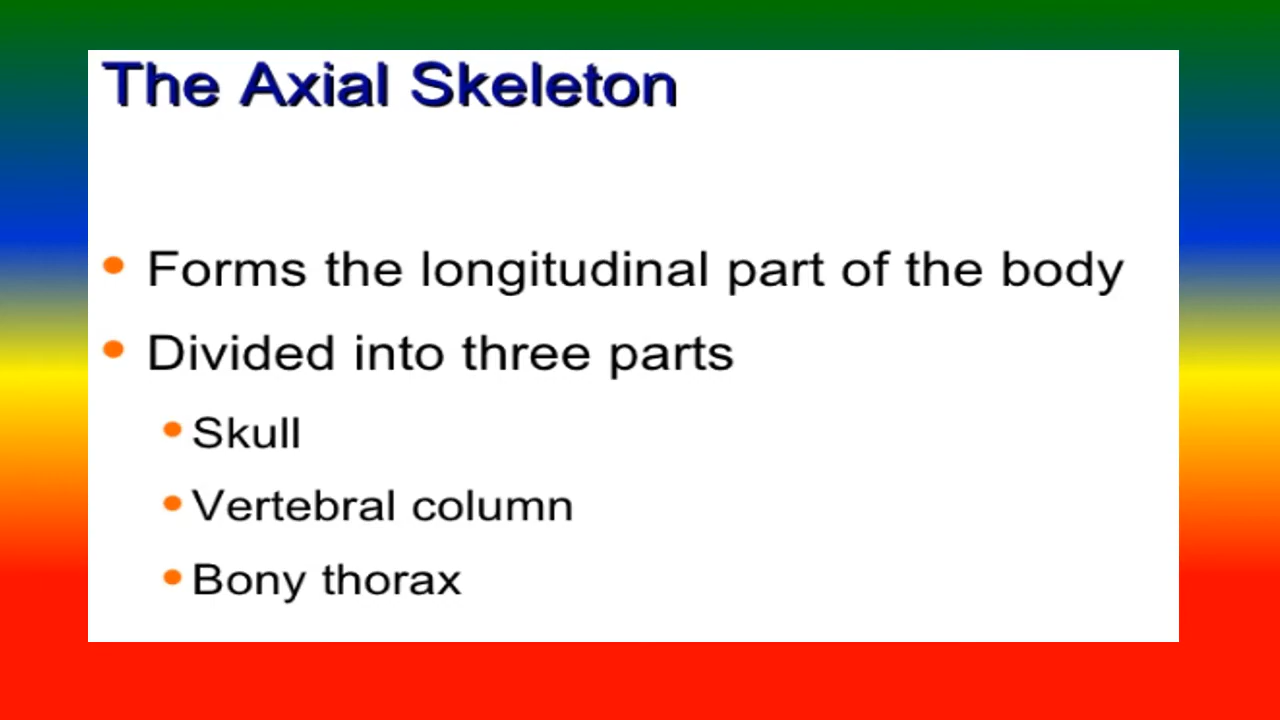 The Axial Skeleton
• Forms the longitudinal part of the body
• Divided into three parts
• Skull
• Vertebral column
• Bony thorax